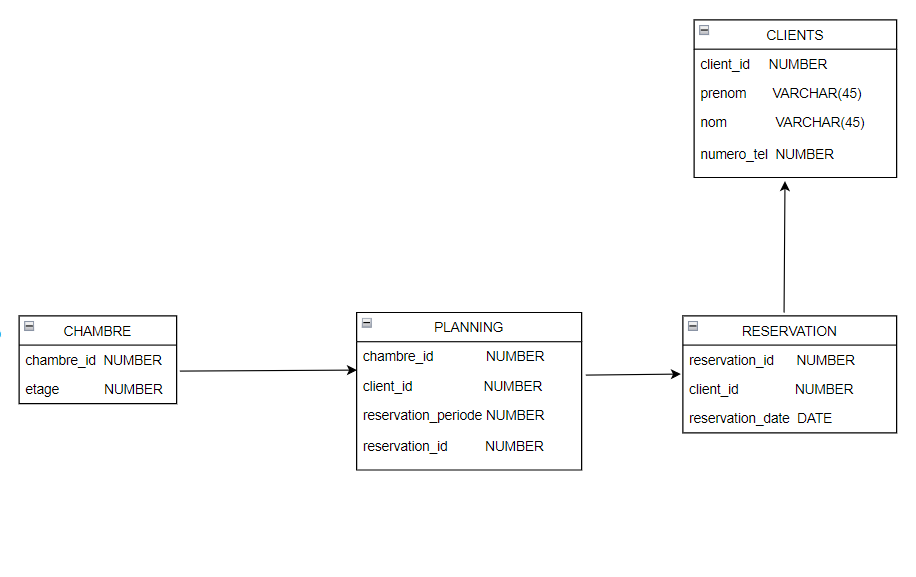 CLIENTS
client_id NUMBER
prenom VARCHAR(45)
nom VARCHAR(45)
numero_tel NUMBER
CHAMBRE
chambre_id NUMBER
etage NUMBER
PLANNING
chambre_id NUMBER
client_id NUMBER
reservation_periode NUMBER
reservation_id NUMBER
RESERVATION
reservation_id NUMBER
client_id NUMBER
reservation_date DATE